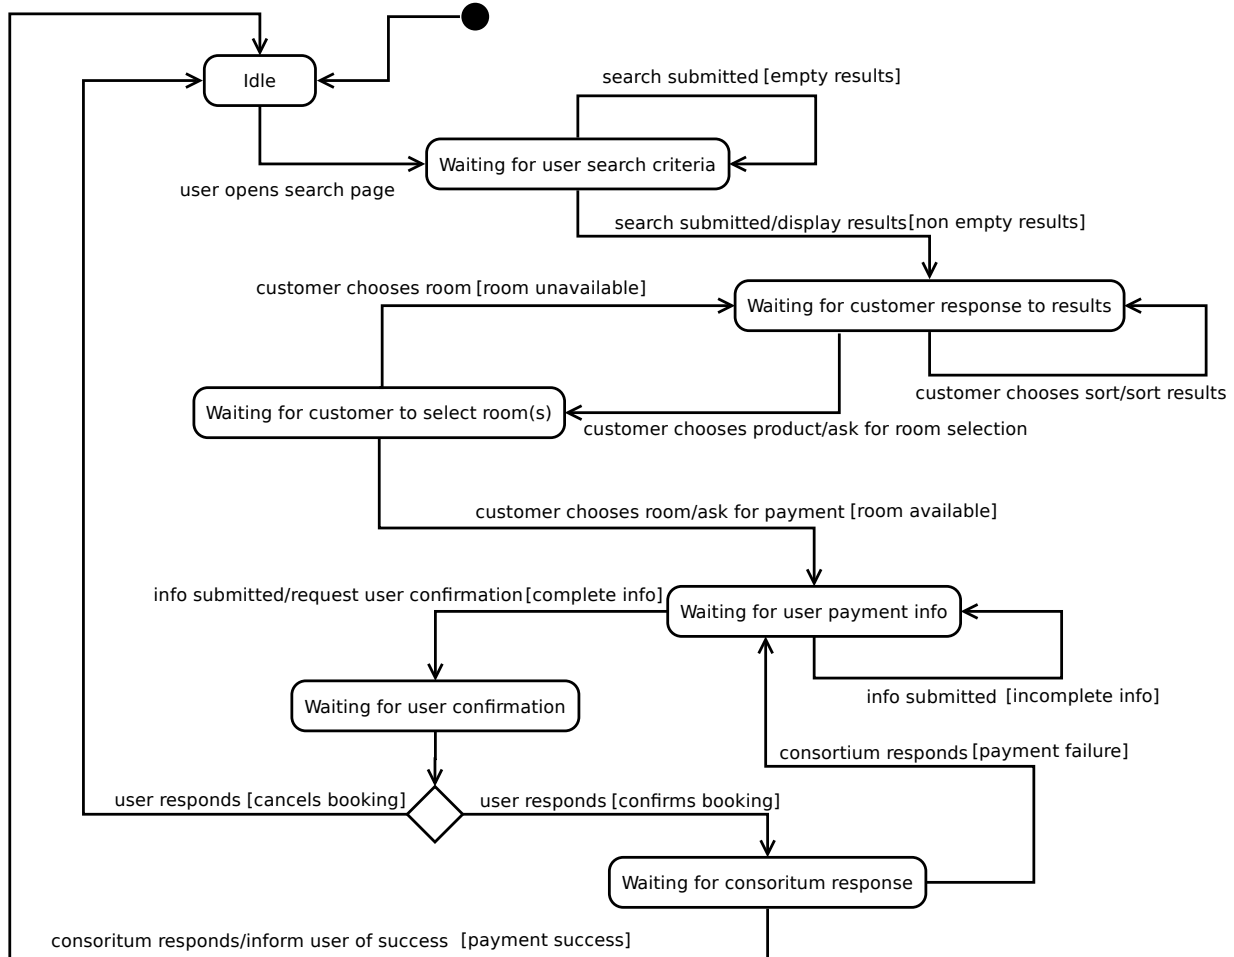 Idle
search submitted [empty results]
Waiting for user search criteria
user opens search page
search submitted/display results [non empty results]
customer chooses room [room unavailable]
Waiting for customer response to results
customer chooses sort/sort results
Waiting for customer to select room(s)
customer chooses product/ask for room selection
customer chooses room/ask for payment [room available]
info submitted/request user confirmation [complete info]
Waiting for user payment info
info submitted [incomplete info]
Waiting for user confirmation
consortium responds [payment failure]
user responds [cancels booking]
user responds [confirms booking]
Waiting for consoritum response
consoritum responds/inform user of success [payment success]